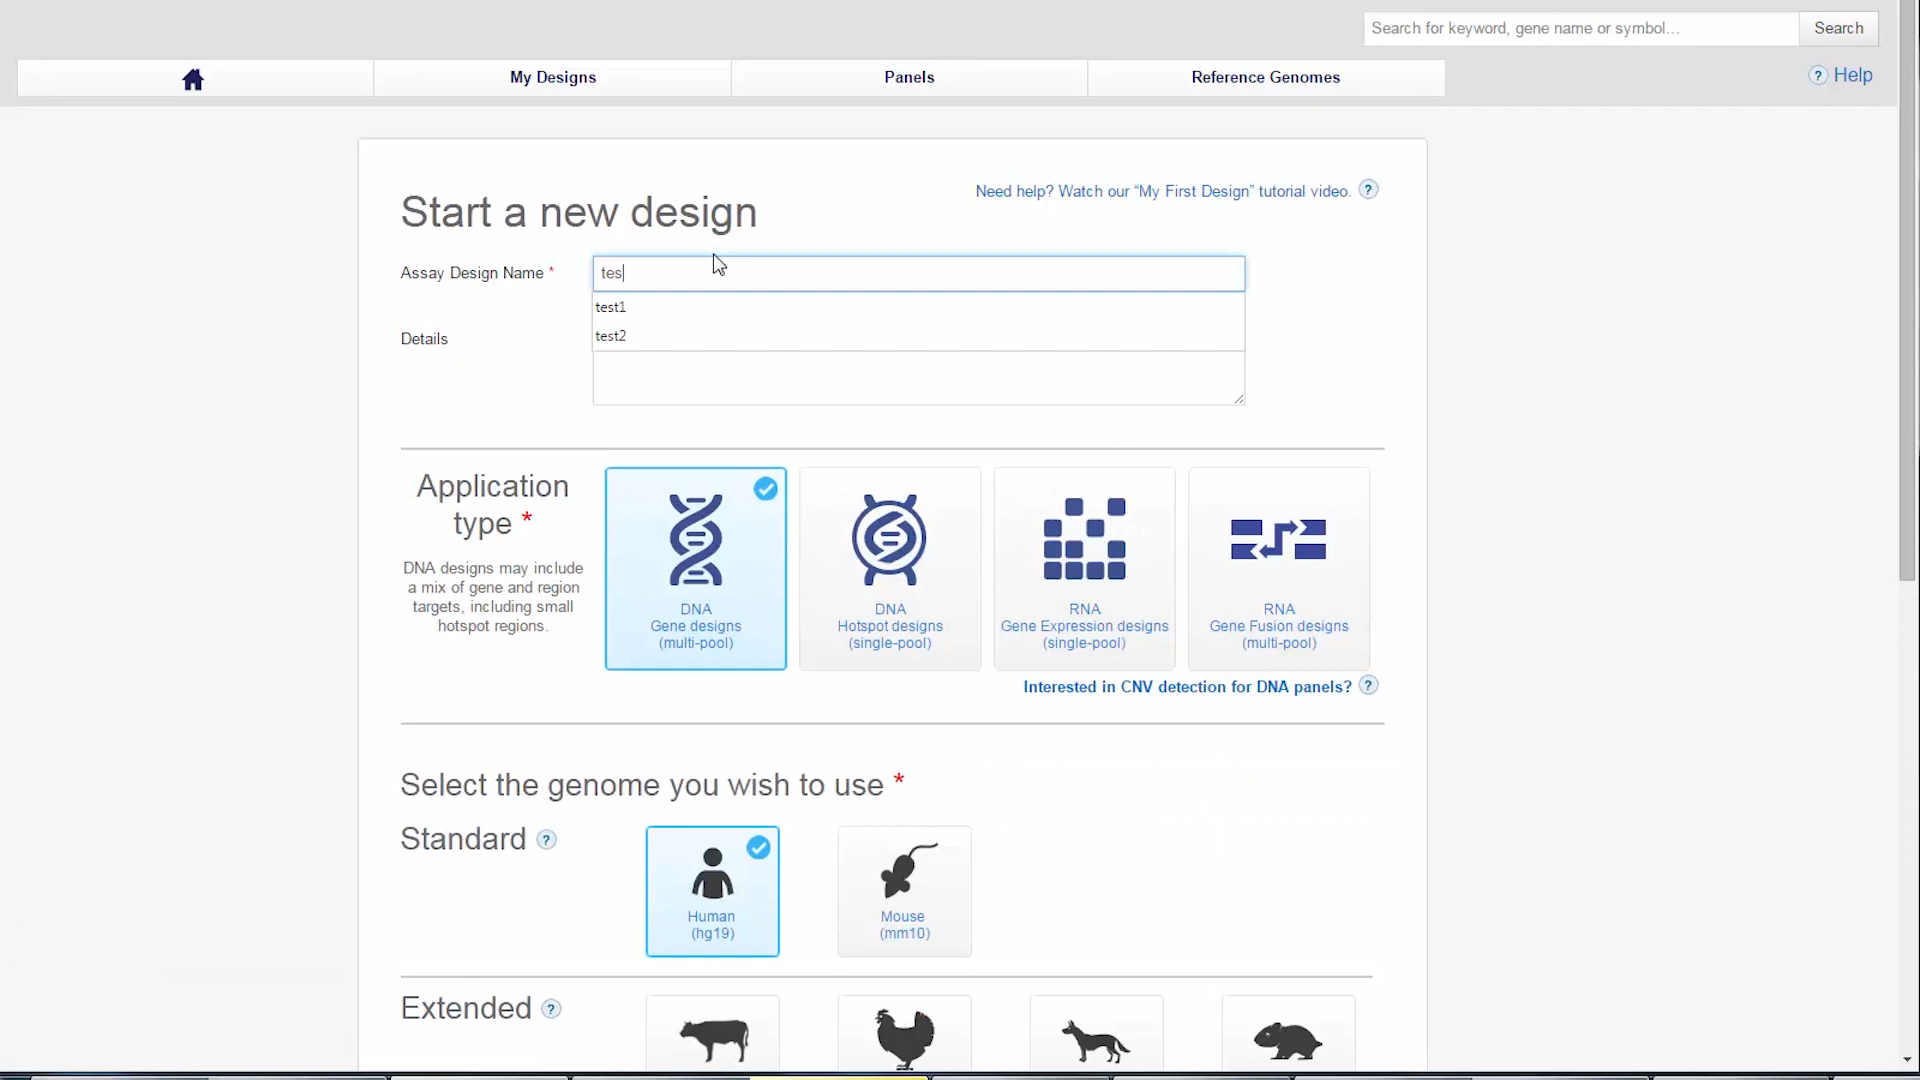 Search for keyword, gene name or symbol...
Search
My Designs
Panels
Reference Genomes
? Help
Need help? Watch our “My First Design” tutorial video. ?
Start a new design
Assay Design Name *
tes
test1
test2
Details
Application
type *
DNA designs may include
a mix of gene and region
targets, including small
hotspot regions.
DNA
Gene designs
(multi-pool)
DNA
Hotspot designs
(single-pool)
RNA
Gene Expression designs
(single-pool)
RNA
Gene Fusion designs
(multi-pool)
Interested in CNV detection for DNA panels? ?
Select the genome you wish to use *
Standard ?
Human
(hg19)
Mouse
(mm10)
Extended ?